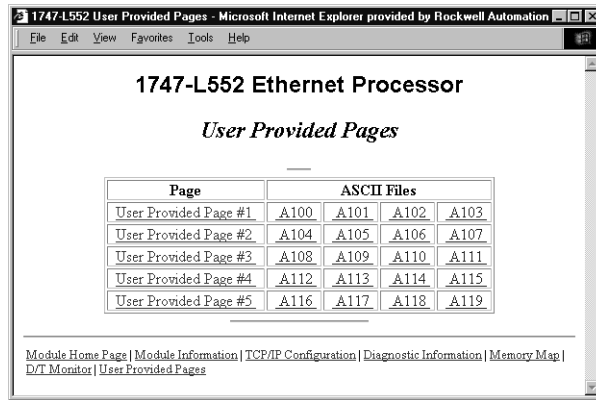 1747-L552 User Provided Pages - Microsoft Internet Explorer provided by Rockwell Automation
File Edit View Favorites Tools Help
1747-L552 Ethernet Processor
User Provided Pages
Page ASCII Files
User Provided Page #1 A100 A101 A102 A103
User Provided Page #2 A104 A105 A106 A107
User Provided Page #3 A108 A109 A110 A111
User Provided Page #4 A112 A113 A114 A115
User Provided Page #5 A116 A117 A118 A119
Module Home Page | Module Information | TCP/IP Configuration | Diagnostic Information | Memory Map |
D/T Monitor | User Provided Pages